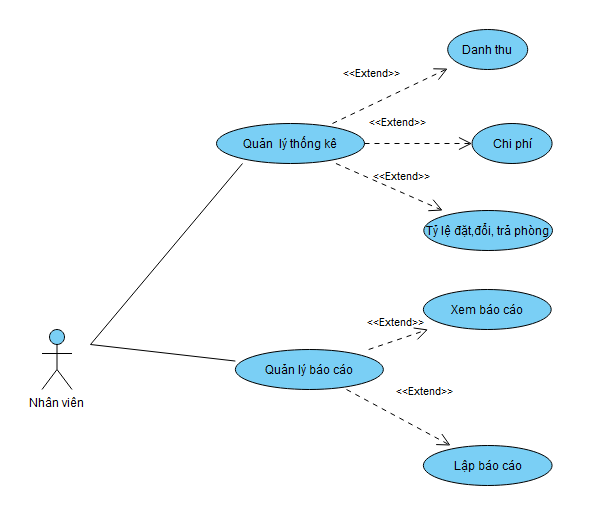 Danh thu
<<Extend>>
<<Extend>>
Quản lý thống kê
Chi phí
<<Extend>>
Tỷ lệ đặt,đổi, trả phòng
Xem báo cáo
<<Extend>>
Quản lý báo cáo
<<Extend>>
Nhân viên
Lập báo cáo